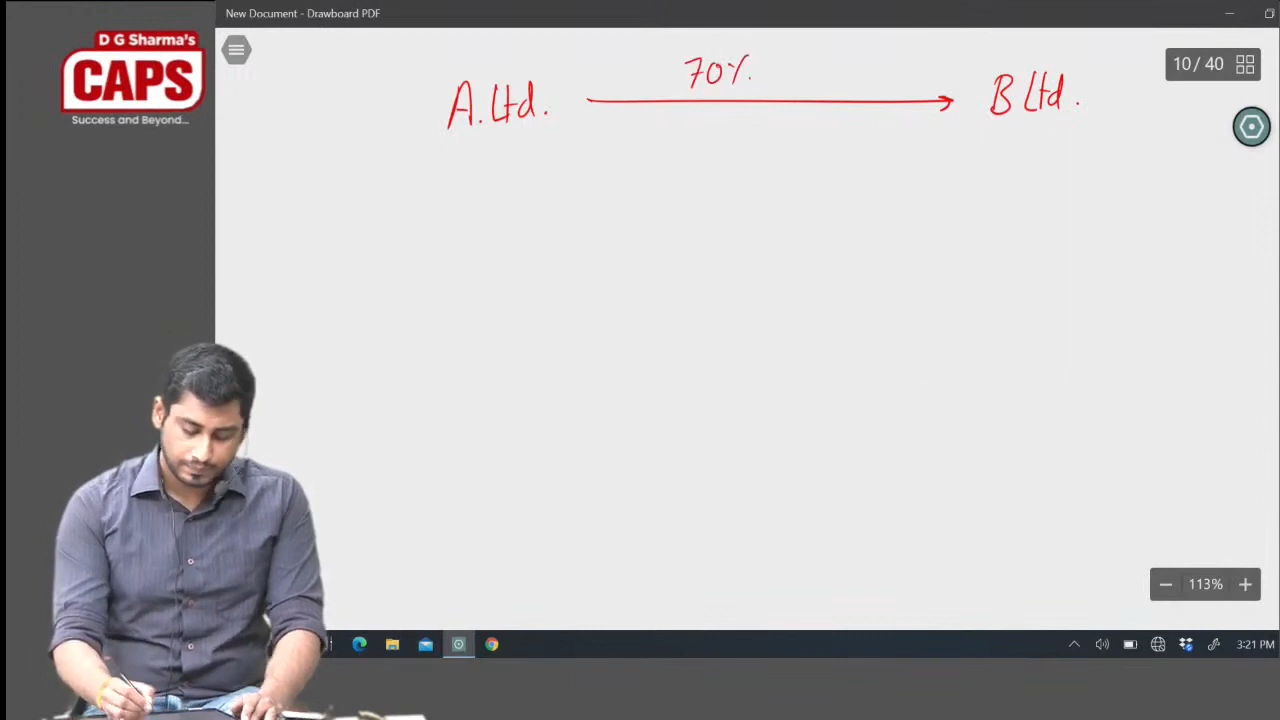 New Document - Drawboard PDF
D G Sharma's
CAPS
Success and Beyond...
10 / 40
70%
A. Ltd.
B Ltd.
113%
3:21 PM